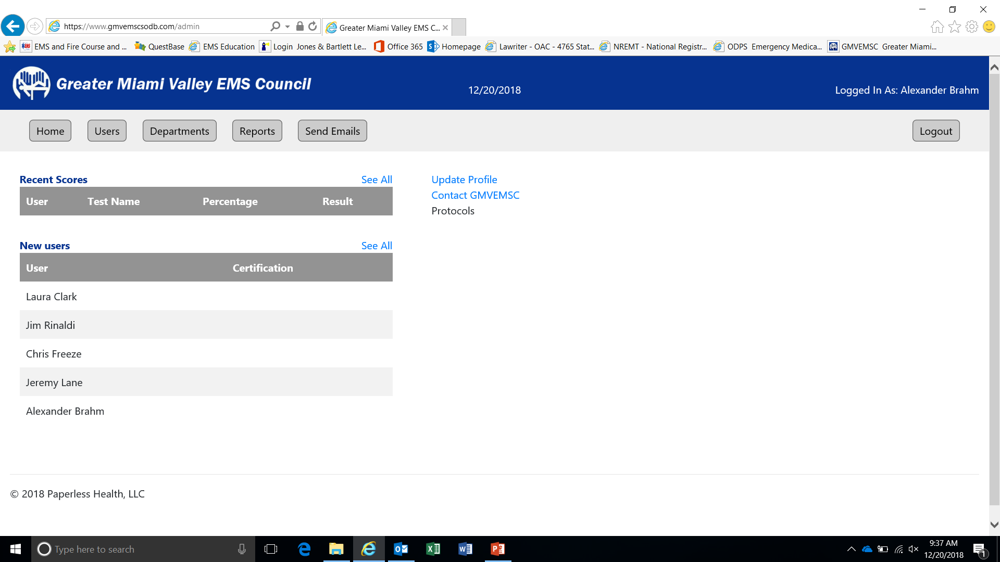 https://www.gmvemscsodb.com/admin
Greater Miami Valley EMS C...
EMS and Fire Course and ...
QuestBase
EMS Education
Login Jones & Bartlett Le...
Office 365
Homepage
Lawriter - OAC - 4765 Stat...
NREMT - National Registr...
ODPS Emergency Medica...
GMVEMSC Greater Miami...
Greater Miami Valley EMS Council
12/20/2018
Logged In As: Alexander Brahm
Home
Users
Departments
Reports
Send Emails
Logout
Recent Scores
See All
User Test Name Percentage Result
Update Profile
Contact GMVEMSC
Protocols
New users
See All
User Certification
Laura Clark
Jim Rinaldi
Chris Freeze
Jeremy Lane
Alexander Brahm
© 2018 Paperless Health, LLC
Type here to search
9:37 AM
12/20/2018
1